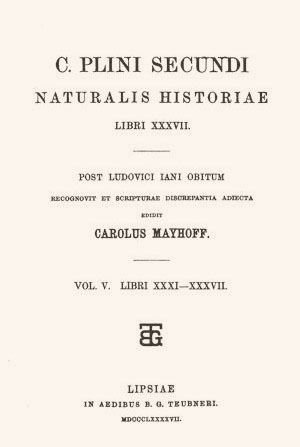 C. PLINI SECUNDI
NATURALIS HISTORIAE
LIBRI XXXVII.
POST LUDOVICI IANI OBITUM
RECOGNOVIT ET SCRIPTURAE DISCREPANTIA ADIECTA
EDIDIT
CAROLUS MAYHOFF.
VOL. V. LIBRI XXXI—XXXVII.
BTG
LIPSIAE
IN AEDIBUS B. G. TEUBNERI.
MDCCCLXXXXVII.